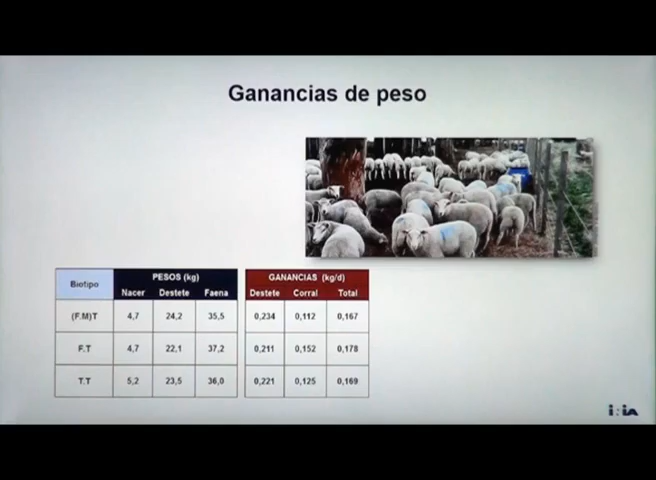 Ganancias de peso
Biotipo
PESOS (kg)
GANANCIAS (kg/d)
Nacer Destete Faena
Destete Corral Total
(F.M)T 4,7 24,2 35,5 0,234 0,112 0,167
F.T 4,7 22,1 37,2 0,211 0,152 0,178
T.T 5,2 23,5 36,0 0,221 0,125 0,169